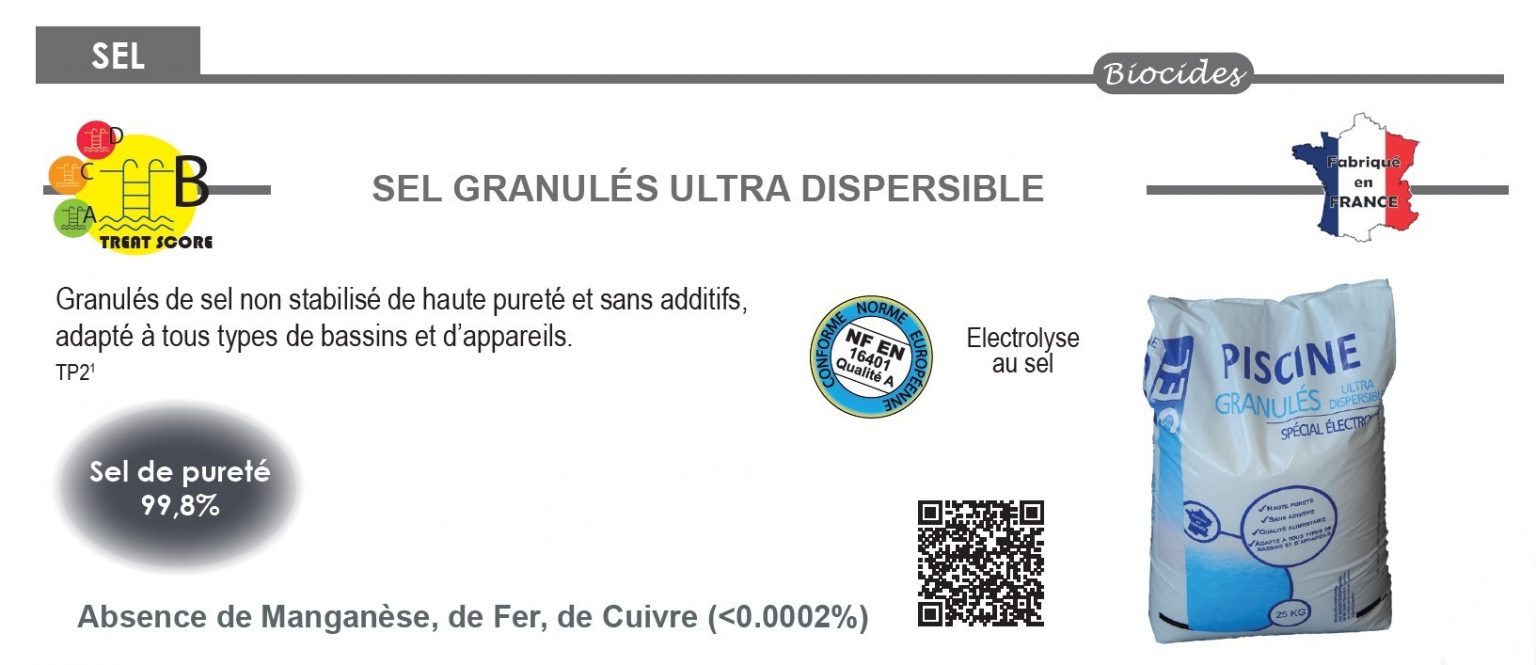 SEL
Biocides
D
C
A
B
TREAT SCORE
SEL GRANULÉS ULTRA DISPERSIBLE
Fabriqué
en
FRANCE
Granulés de sel non stabilisé de haute pureté et sans additifs,
adapté à tous types de bassins et d’appareils.
TP2¹
CONFORME NORME EUROPÉENNE
NF EN
16401
Qualité A
Electrolyse
au sel
Sel de pureté
99,8%
Absence de Manganèse, de Fer, de Cuivre (<0.0002%)
PISCINE
GRANULÉS
ULTRA
DISPERSIBL
SPÉCIAL ÉLECTRO
✓HAUTE PURETÉ
✓SANS ADDITIFS
✓QUALITÉ ALIMENTAIRE
✓ADAPTÉ À TOUS TYPES DE
BASSINS ET D'APPAREILS
25 KG